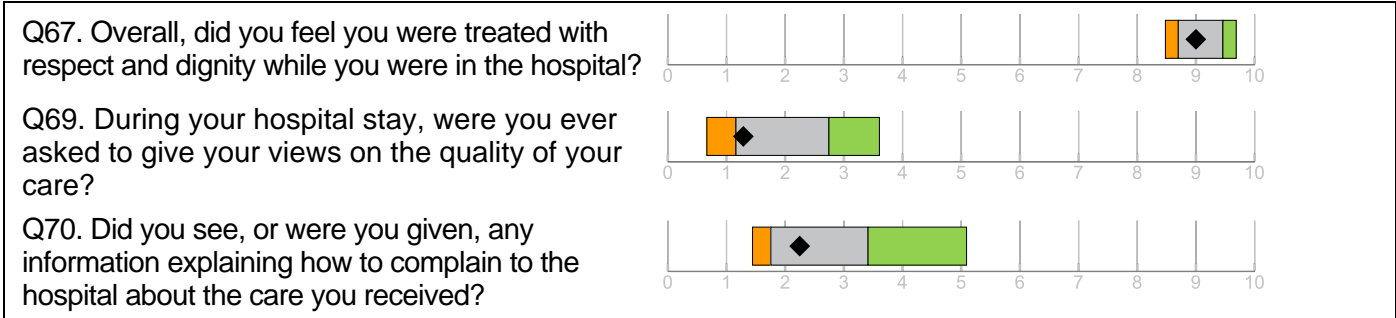 Q67. Overall, did you feel you were treated with
respect and dignity while you were in the hospital?
0 1 2 3 4 5 6 7 8 9 10
Q69. During your hospital stay, were you ever
asked to give your views on the quality of your
care?
0 1 2 3 4 5 6 7 8 9 10
Q70. Did you see, or were you given, any
information explaining how to complain to the
hospital about the care you received?
0 1 2 3 4 5 6 7 8 9 10